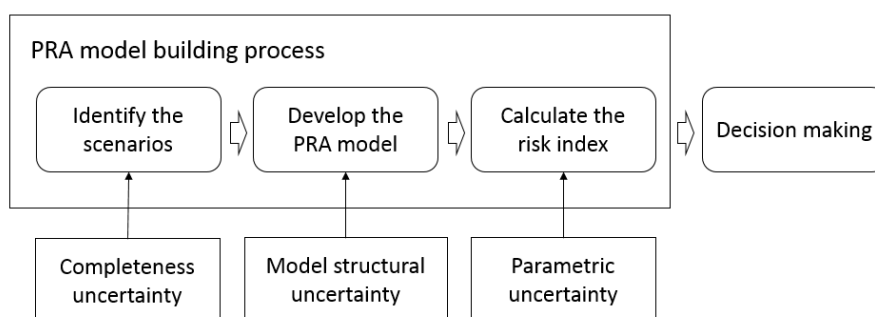 PRA model building process
Identify the
scenarios
Develop the
PRA model
Calculate the
risk index
Decision making
Completeness
uncertainty
Model structural
uncertainty
Parametric
uncertainty